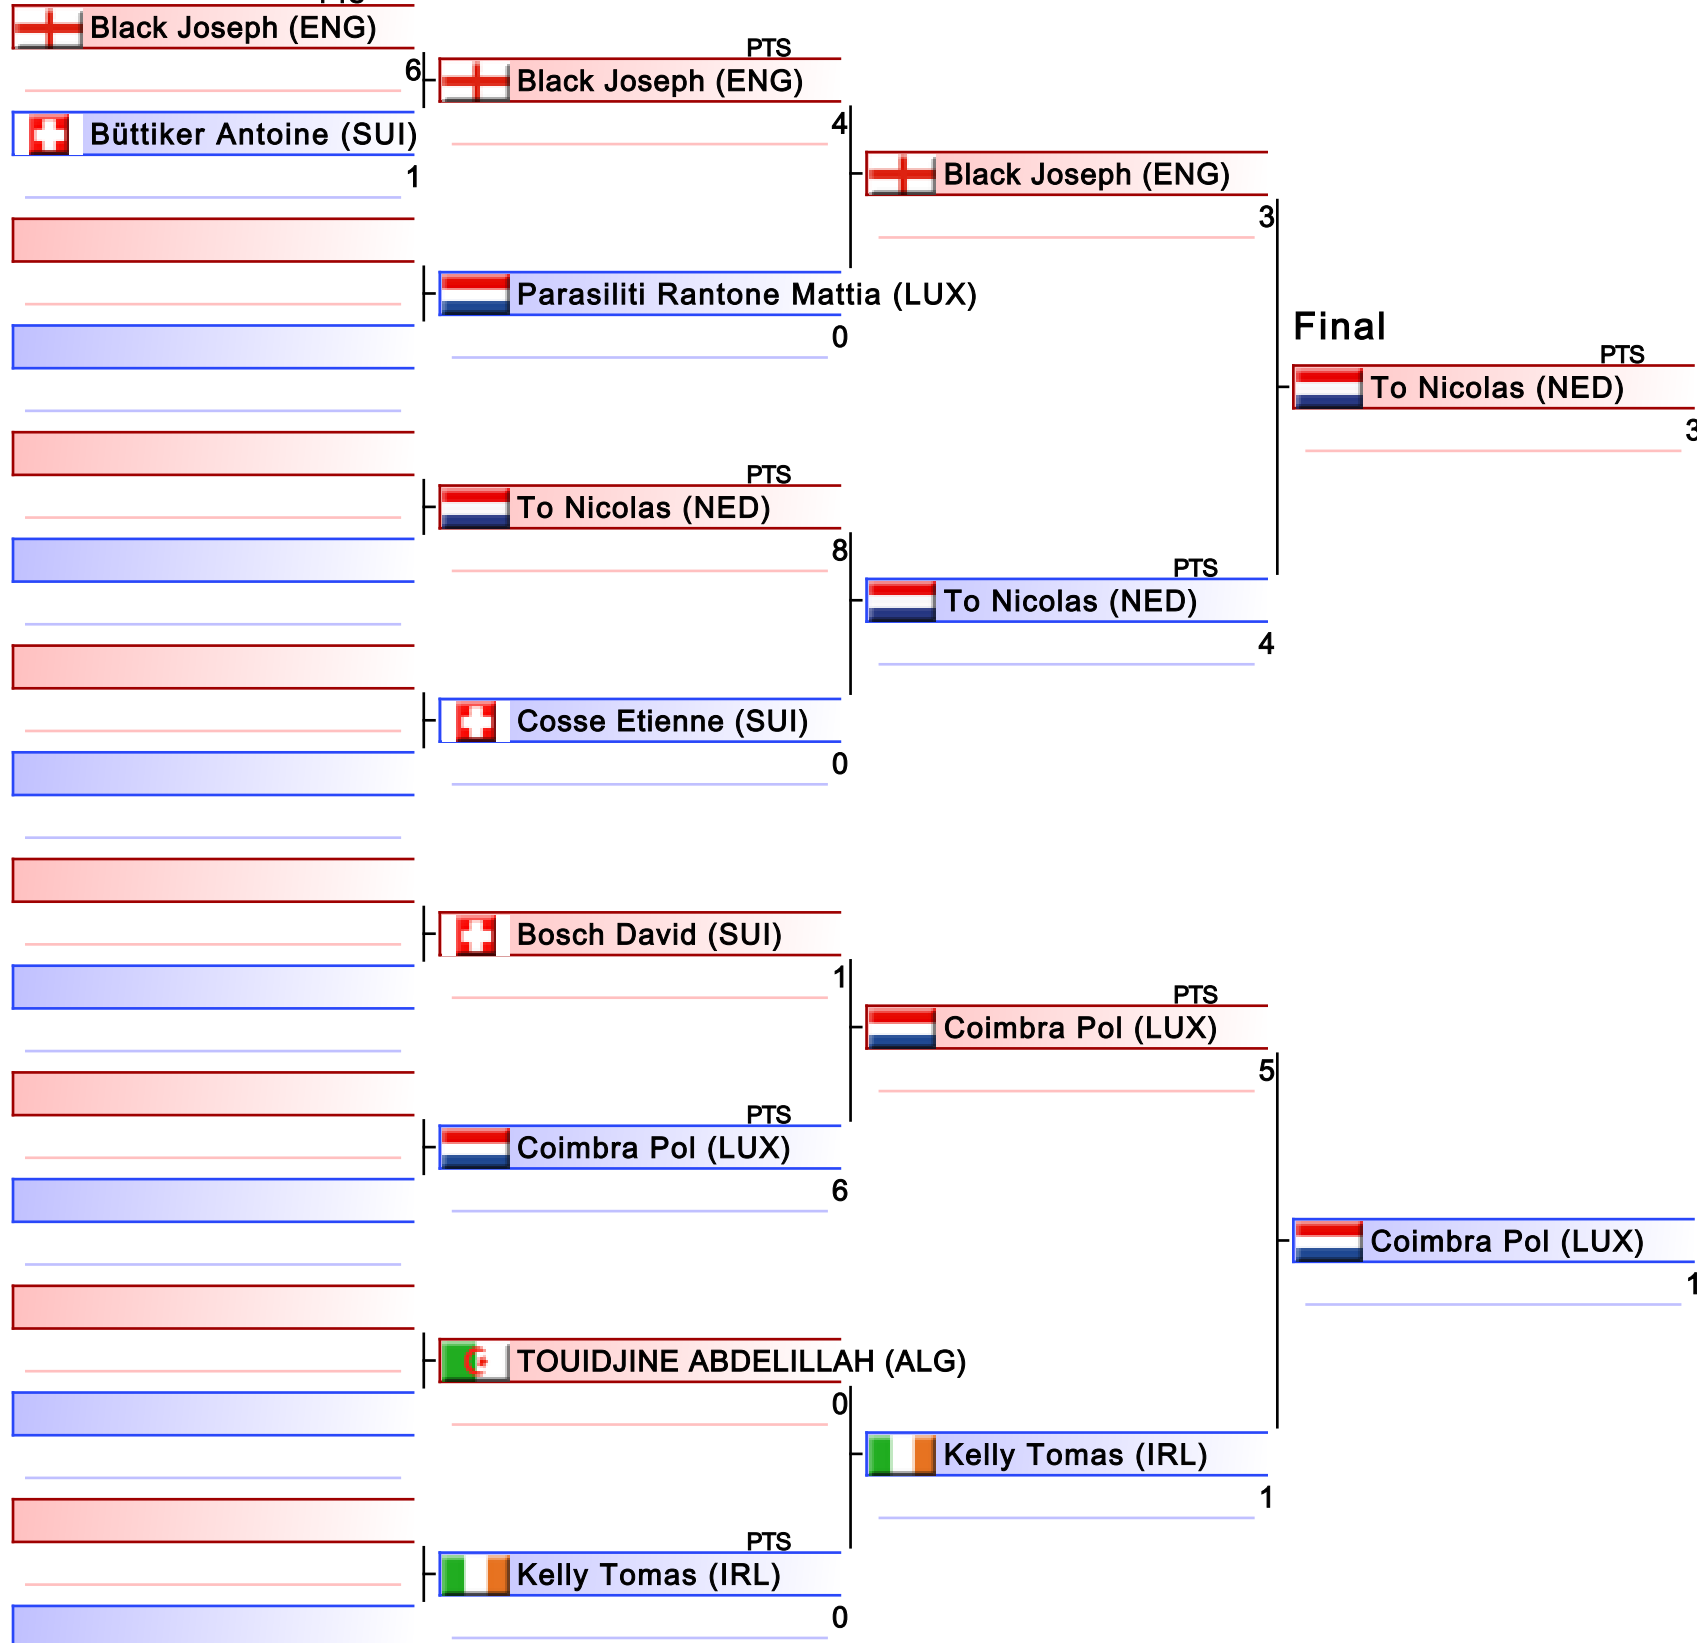 PTS
Black Joseph (ENG)
6
Büttiker Antoine (SUI)
1
PTS
Black Joseph (ENG)
4
Parasiliti Rantone Mattia (LUX)
0
PTS
To Nicolas (NED)
8
Cosse Etienne (SUI)
0
Bosch David (SUI)
1
PTS
Coimbra Pol (LUX)
6
TOUIDJINE ABDELILLAH (ALG)
0
PTS
Kelly Tomas (IRL)
0
Black Joseph (ENG)
3
PTS
To Nicolas (NED)
4
PTS
Coimbra Pol (LUX)
5
Kelly Tomas (IRL)
1
Final
PTS
To Nicolas (NED)
3
Coimbra Pol (LUX)
1